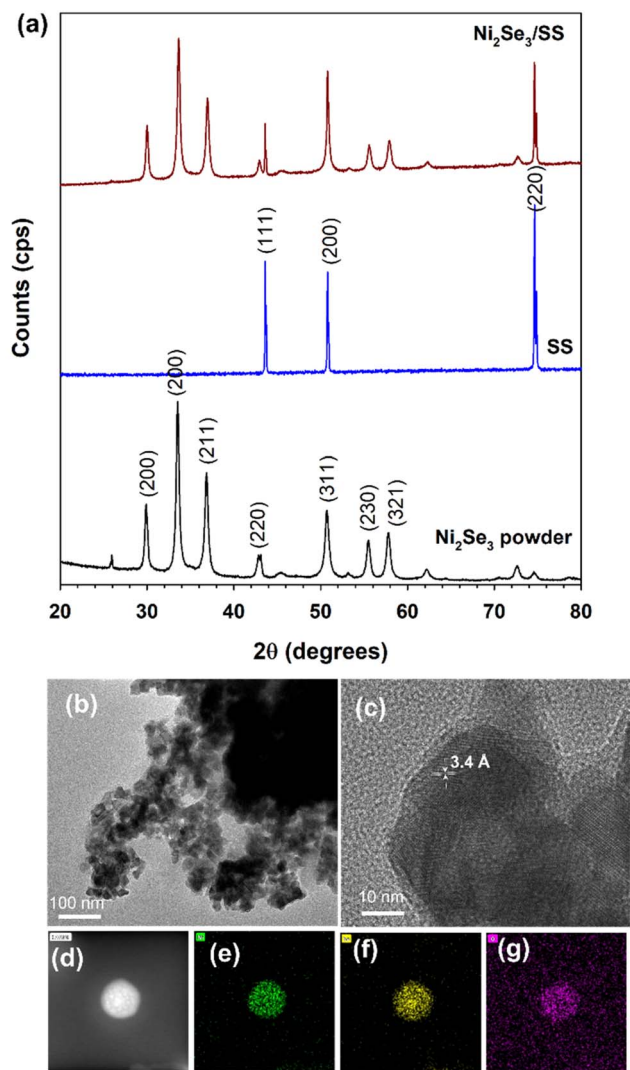 (a)
Ni₂Se₃/SS
(111)
(200)
(220)
SS
(200)
(200)
(211)
(220)
(311)
(230)
(321)
Ni₂Se₃ powder
Counts (cps)
20 30 40 50 60 70 80
2θ (degrees)
(b)
100 nm
(c)
3.4 Å
10 nm
(d)
(e)
(f)
(g)